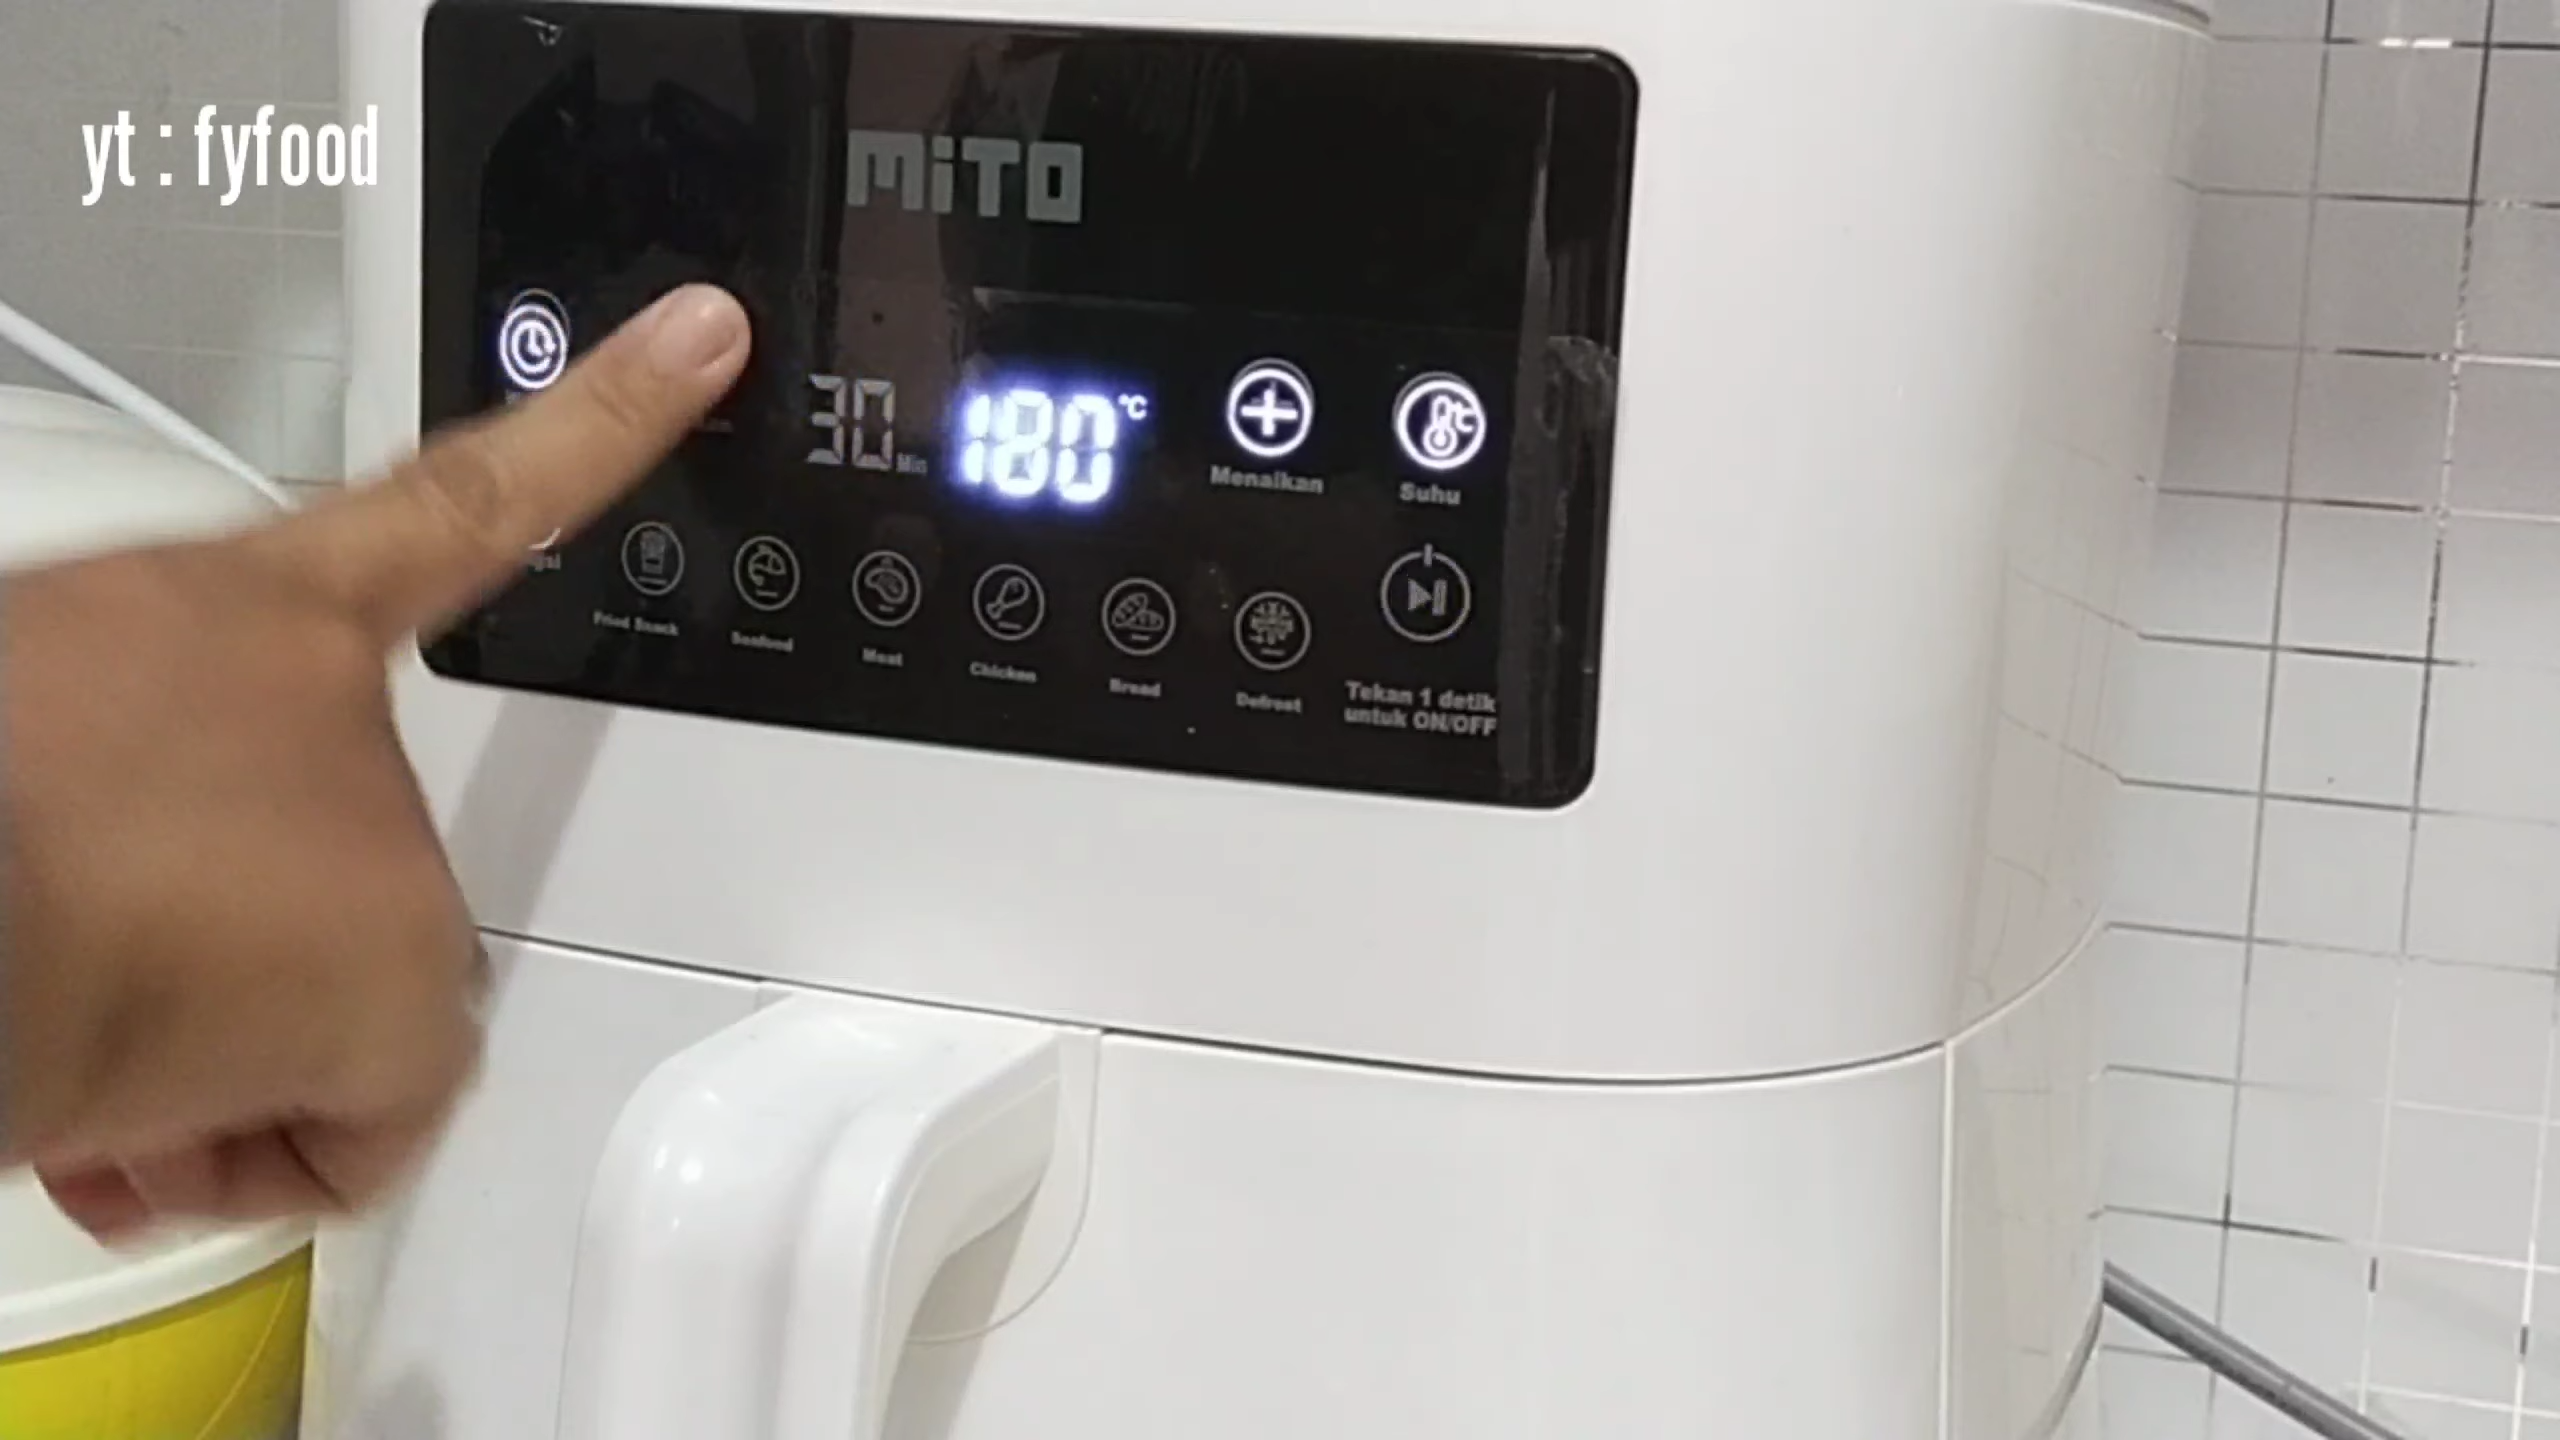 yt : fyfood
MiTO
30 Min 180 °C
Menaikan
Suhu
Fried Snack
Seafood
Meat
Chicken
Bread
Defrost
Tekan 1 detik
untuk ON/OFF